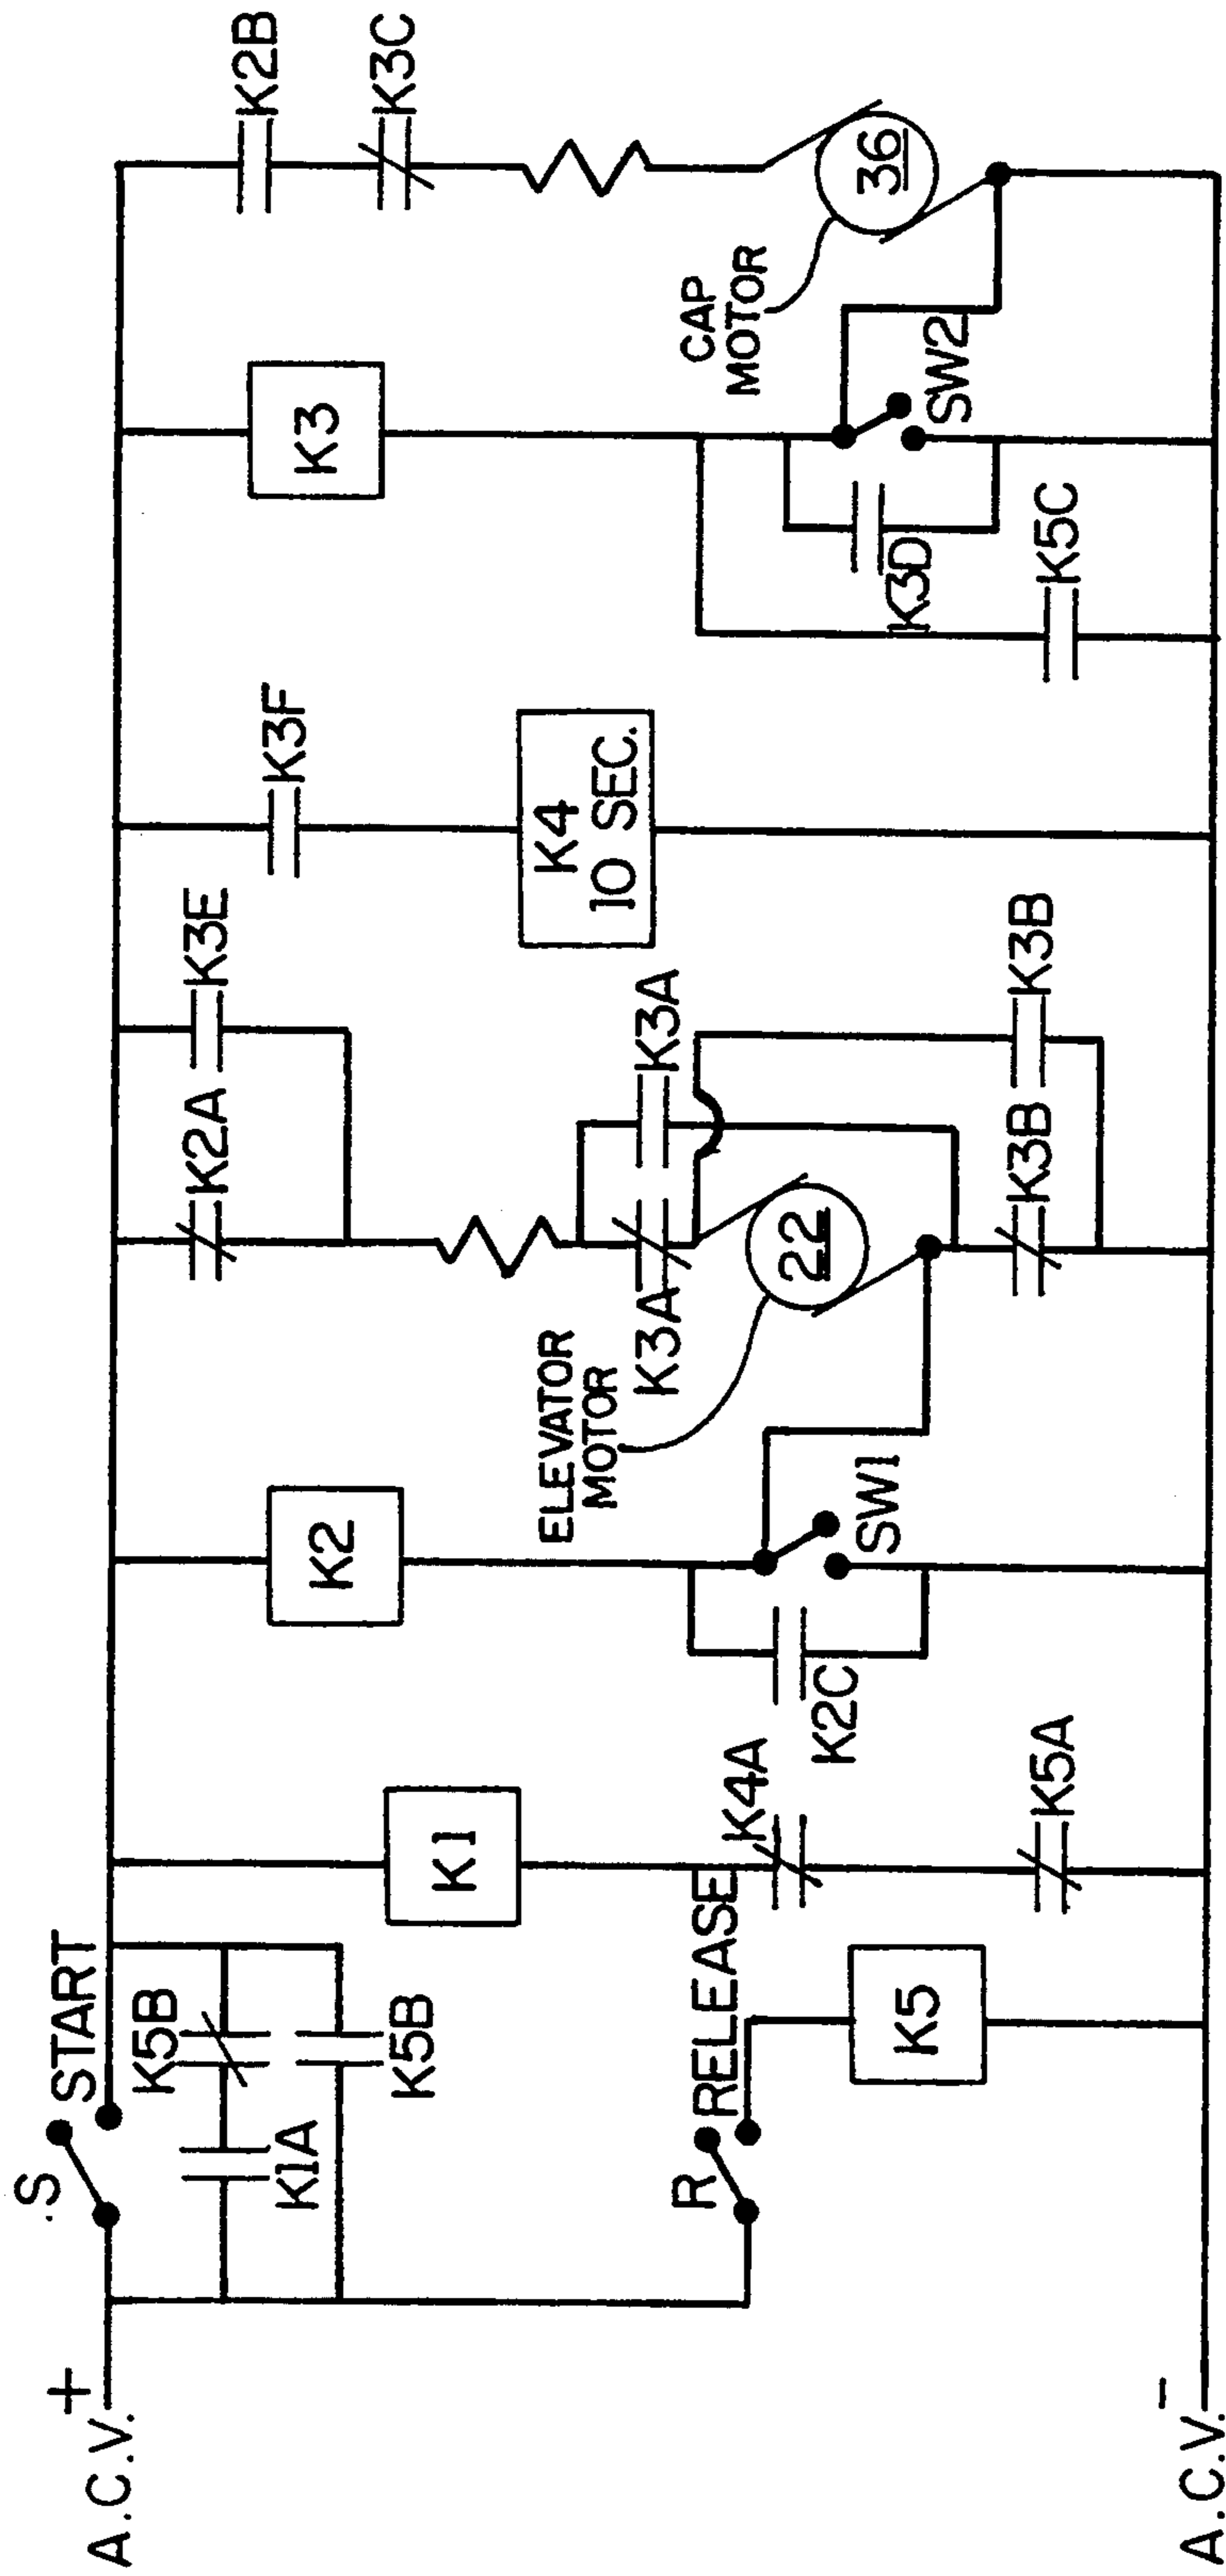 A.C.V. +
.S
START
K5B
K1A
K5B
R
RELEASE
K5
K1
K4A
K5A
K2
K2C
SW1
ELEVATOR
MOTOR
22
K2A
K3E
K3A
K3A
K3B
K3B
K3F
K4
10 SEC.
K3
K3D
K5C
SW2
CAP
MOTOR
36
K2B
K3C
A.C.V. -